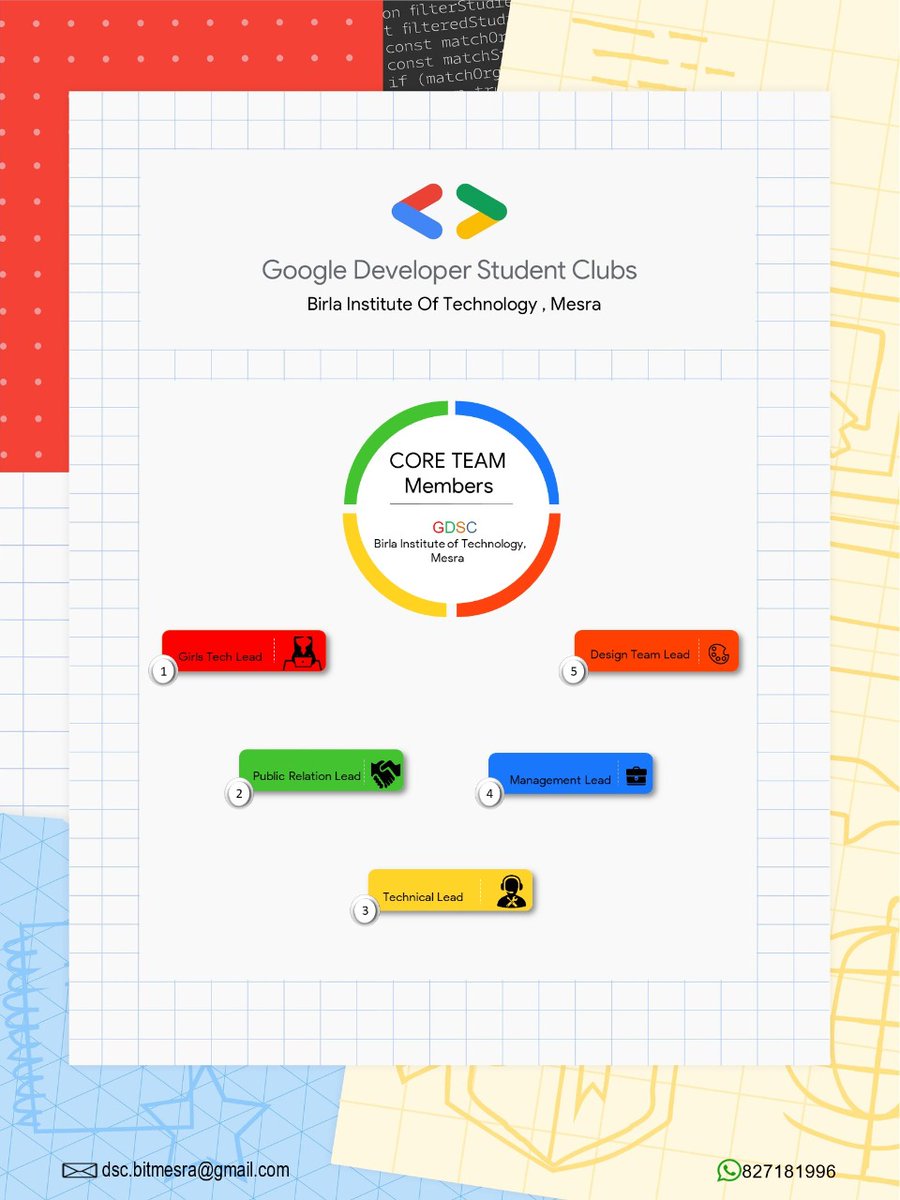 on filterStudie
t filteredStud
const matchOr
const matchS
if (matchOrg
Google Developer Student Clubs
Birla Institute Of Technology , Mesra
CORE TEAM
Members
GDSC
Birla Institute of Technology,
Mesra
Girls Tech Lead
1
Design Team Lead
5
Public Relation Lead
2
Management Lead
4
Technical Lead
3
dsc.bitmesra@gmail.com
827181996